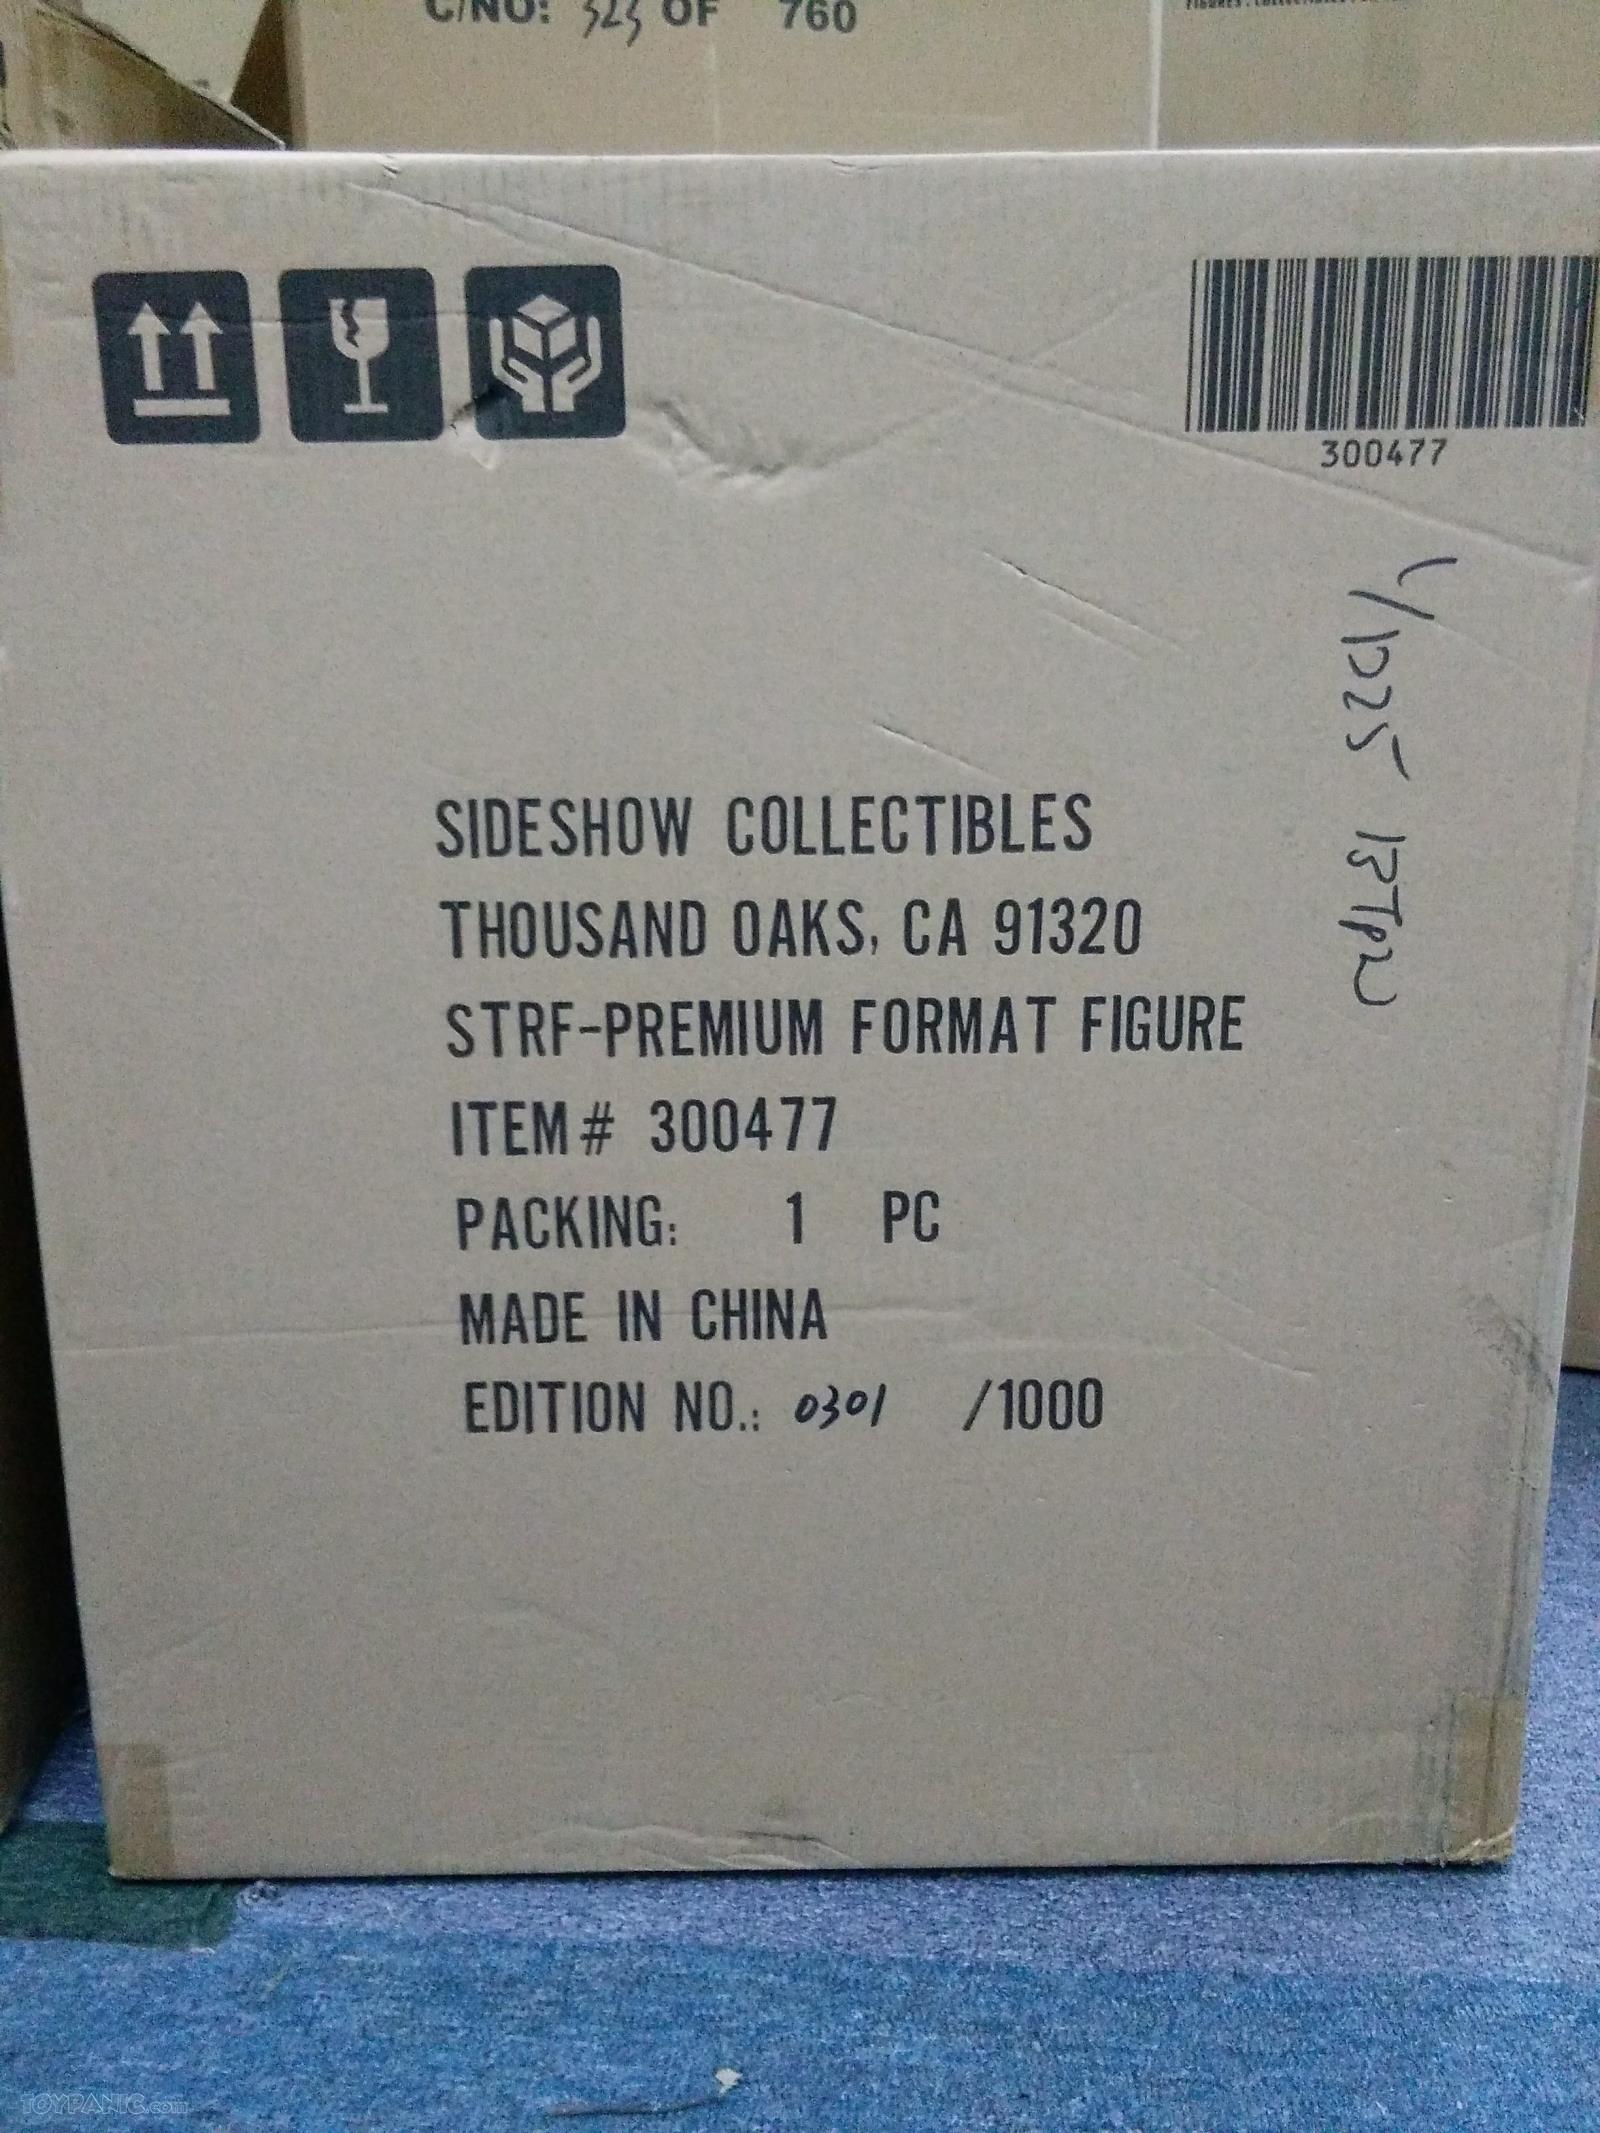 C/NO: 323 OF 760
300477
SIDESHOW COLLECTIBLES
THOUSAND OAKS, CA 91320
STRF-PREMIUM FORMAT FIGURE
ITEM# 300477
PACKING: 1 PC
MADE IN CHINA
EDITION NO.: 0301 /1000
TOYPANIC.com